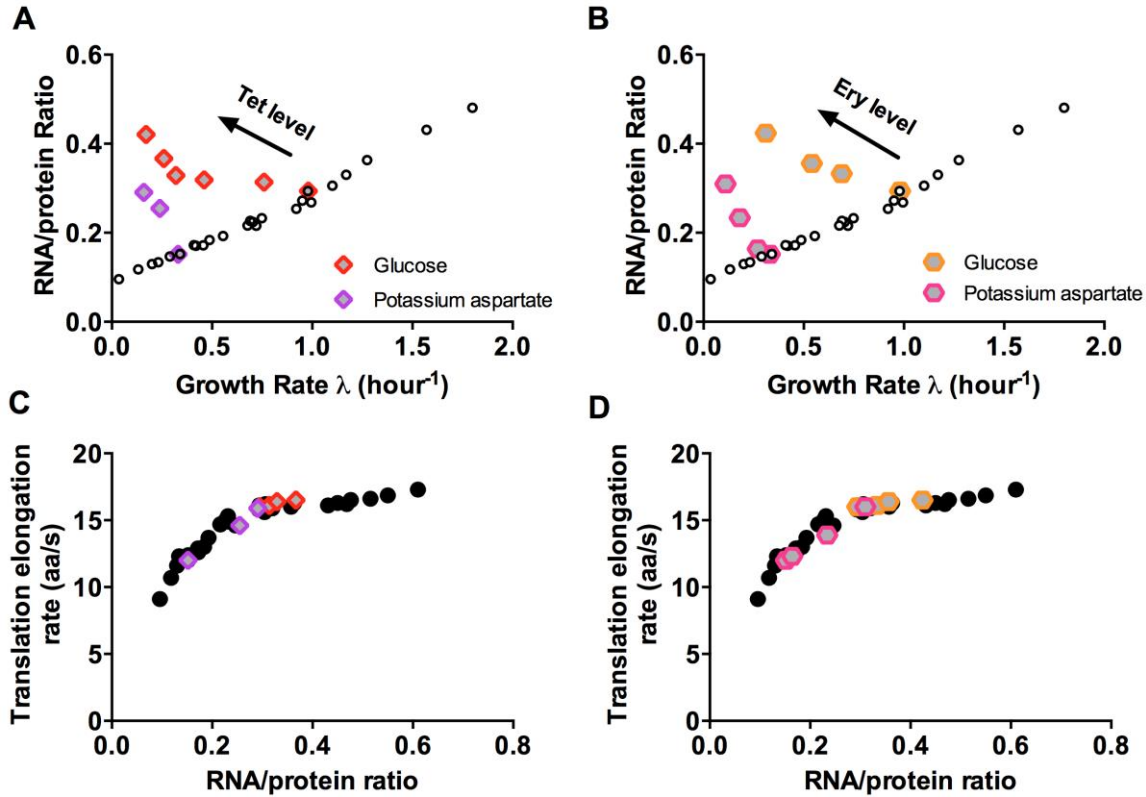 A
RNA/protein Ratio
0.6
0.4
0.2
0.0
Tet level
Glucose
Potassium aspartate
0.0 0.5 1.0 1.5 2.0
Growth Rate λ (hour⁻¹)
B
RNA/protein Ratio
0.6
0.4
0.2
0.0
Ery level
Glucose
Potassium aspartate
0.0 0.5 1.0 1.5 2.0
Growth Rate λ (hour⁻¹)
C
Translation elongation
rate (aa/s)
20
15
10
5
0
0.0 0.2 0.4 0.6 0.8
RNA/protein ratio
D
Translation elongation
rate (aa/s)
20
15
10
5
0
0.0 0.2 0.4 0.6 0.8
RNA/protein ratio